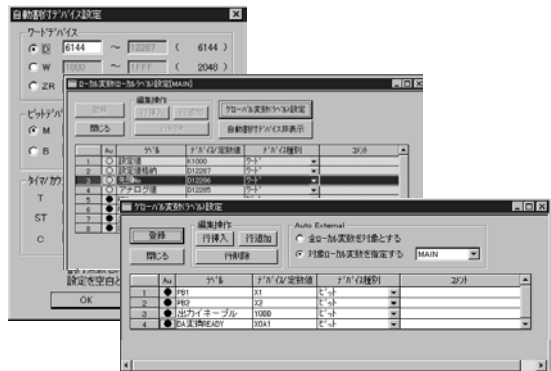 自動割付デバイス設定
ワードデバイス
D 6144 ～ 12287 ( 6144 )
W 1800 ～ 1FFF ( 2048 )
ZR
M
B
タイマ/カウ
T
ST
C
設定を空白と
OK
ローカル変数(ローカルラベル)設定[MAIN]
編集操作
登録 行挿入 行追加 グローバル変数(ラベル)設定
閉じる 行削除 自動割付デバイス非表示
Au ラベル デバイス/定数値 デバイス種別 コメント
1 設定値 K1000 ワード
2 設定値格納 D12287 ワード
3 D12286 ワード
4 アナログ値 D12285 ワード
5
6
7
8
グローバル変数(ラベル)設定
編集操作 Auto External
登録 行挿入 行追加 全ローカル変数を対象とする
閉じる 行削除 対象ローカル変数を指定する MAIN
Au ラベル デバイス/定数値 デバイス種別 コメント
1 PB1 X1 ビット
2 PB2 X2 ビット
3 出力イネーブル Y0BB ビット
4 DA変換READY X0A1 ビット